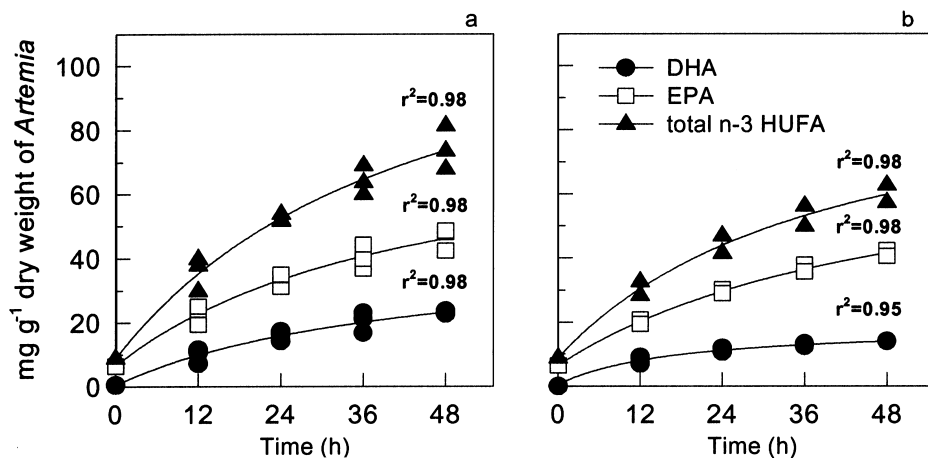 a
b
mg g⁻¹ dry weight of Artemia
100
80
60
40
20
0
r²=0.98
r²=0.98
r²=0.98
0 12 24 36 48
Time (h)
DHA
EPA
total n-3 HUFA
r²=0.98
r²=0.98
r²=0.95
0 12 24 36 48
Time (h)